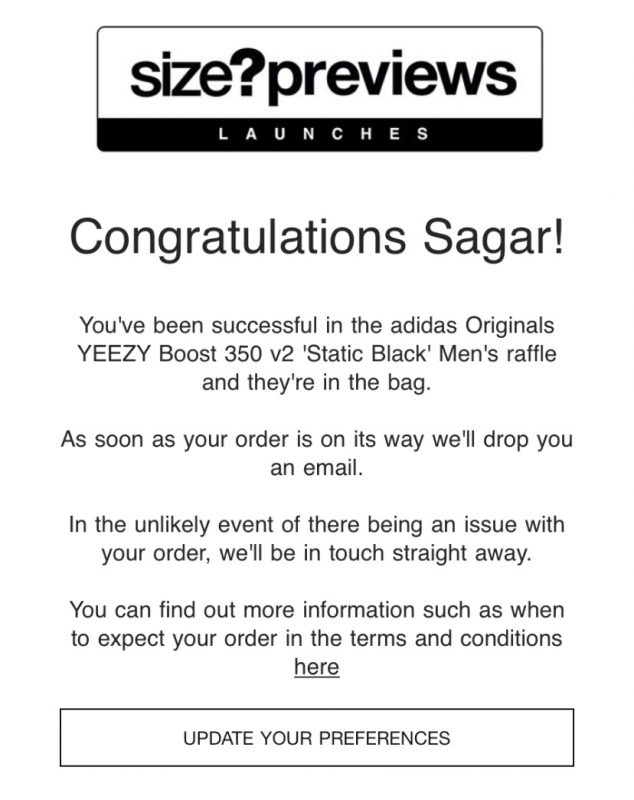 size?previews
LAUNCHES
Congratulations Sagar!
You've been successful in the adidas Originals
YEEZY Boost 350 v2 'Static Black' Men's raffle
and they're in the bag.
As soon as your order is on its way we'll drop you
an email.
In the unlikely event of there being an issue with
your order, we'll be in touch straight away.
You can find out more information such as when
to expect your order in the terms and conditions
here
UPDATE YOUR PREFERENCES